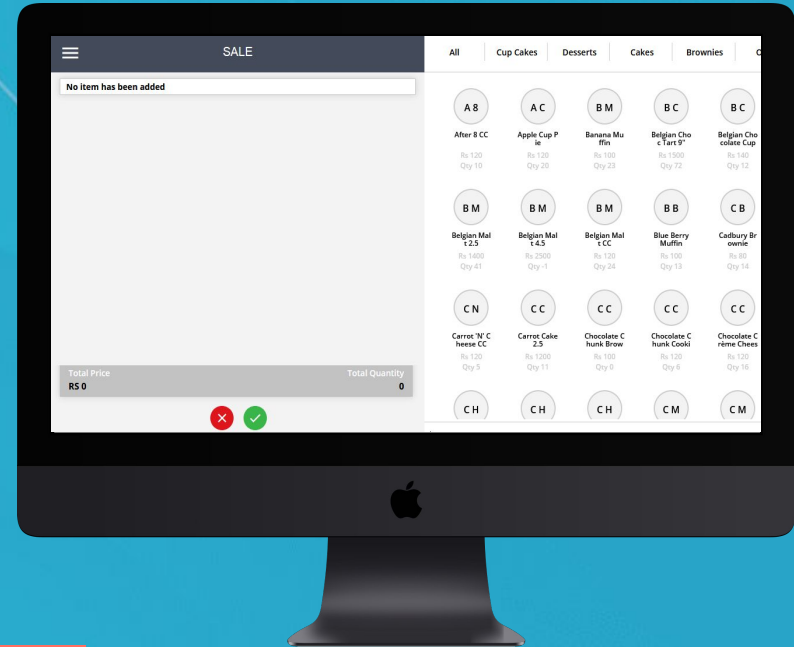 SALE
No item has been added
Total Price
Total Quantity
RS 0
0
All
Cup Cakes
Desserts
Cakes
Brownies
A 8
A C
B M
B C
B C
After 8 CC
Apple Cup P
ie
Banana Mu
ffin
Belgian Cho
c Tart 9"
Belgian Cho
colate Cup
Rs 120
Rs 120
Rs 100
Rs 1500
Rs 140
Qty 10
Qty 20
Qty 23
Qty 72
Qty 12
B M
B M
B M
B B
C B
Belgian Mal
t 2.5
Belgian Mal
t 4.5
Belgian Mal
t CC
Blue Berry
Muffin
Cadbury Br
ownie
Rs 1400
Rs 2500
Rs 120
Rs 100
Rs 80
Qty 41
Qty -1
Qty 24
Qty 13
Qty 14
C N
C C
C C
C C
C C
Carrot 'N' C
heese CC
Carrot Cake
2.5
Chocolate C
hunk Brow
Chocolate C
hunk Cooki
Chocolate C
rème Chees
Rs 120
Rs 1200
Rs 100
Rs 120
Rs 120
Qty 5
Qty 11
Qty 0
Qty 6
Qty 16
C H
C H
C H
C M
C M